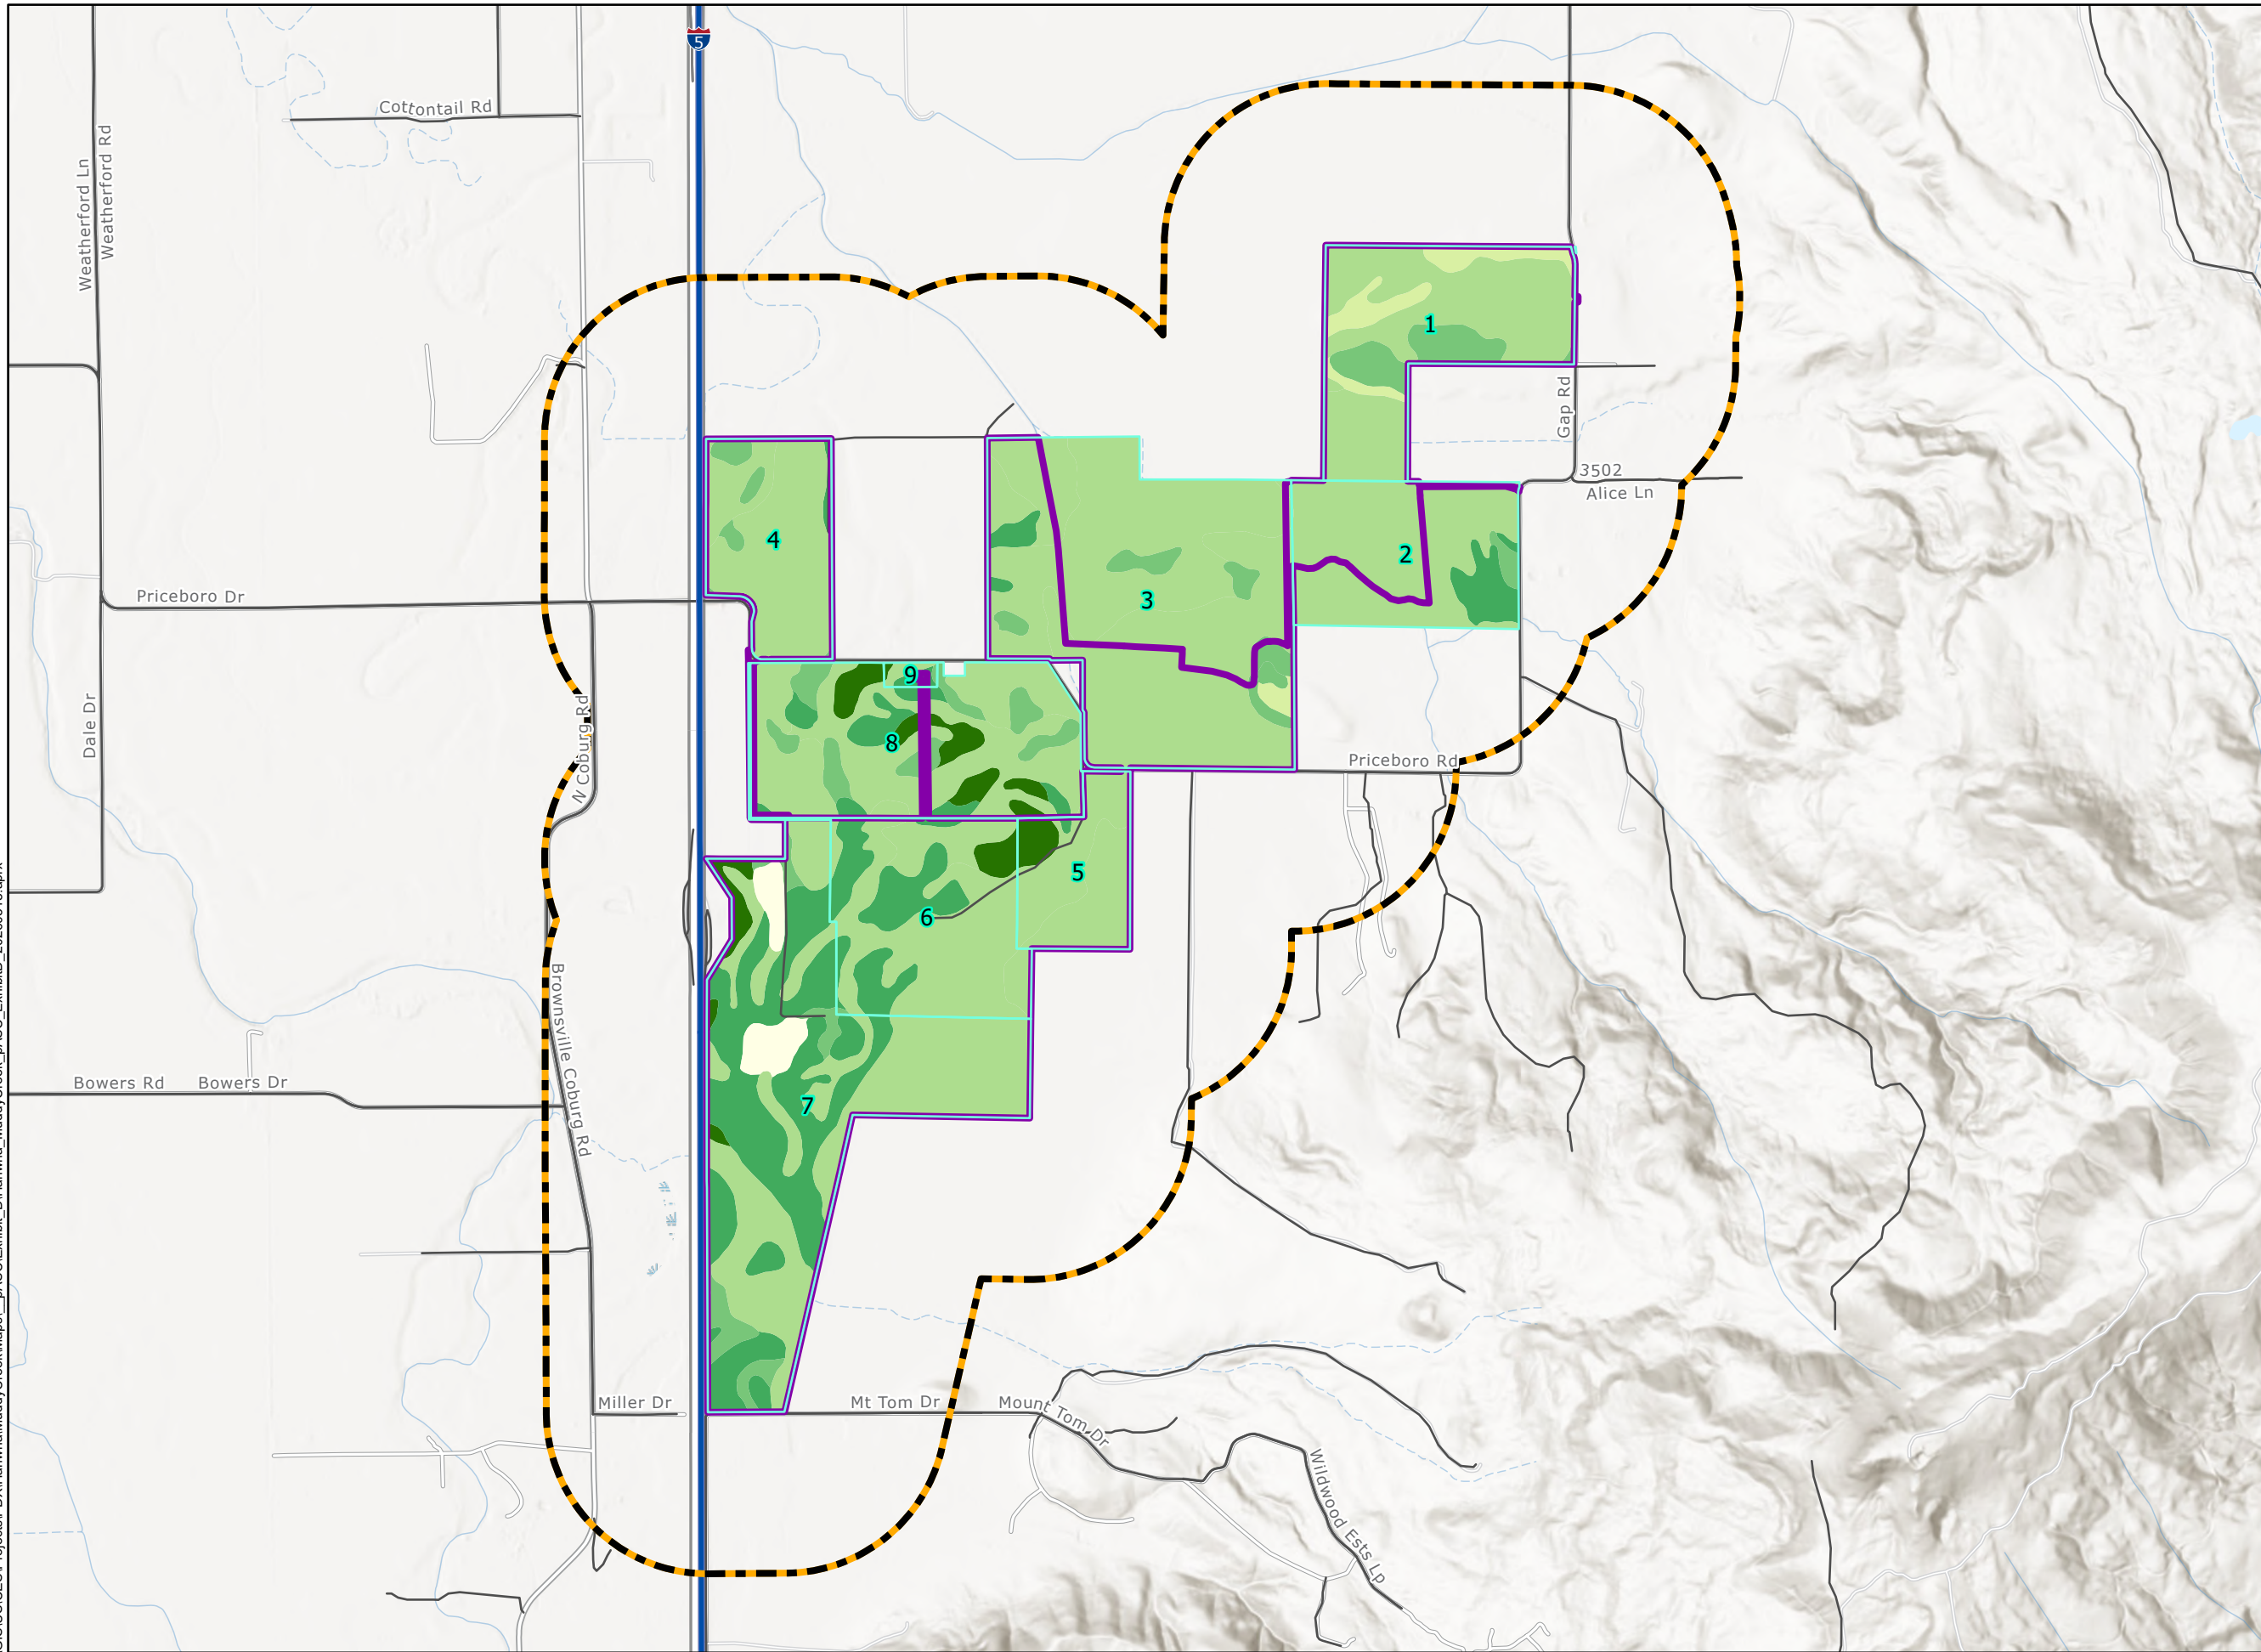 5
Cottontail Rd
Weatherford Ln
Weatherford Rd
1
Gap Rd
3502
Alice Ln
4
2
3
Priceboro Dr
9
8
Dale Dr
N Coburg Rd
Priceboro Rd
5
6
Brownsville Coburg Rd
Bowers Rd
Bowers Dr
7
Miller Dr
Mt Tom Dr
Mount Tom Dr
Wildwood Ests Lp